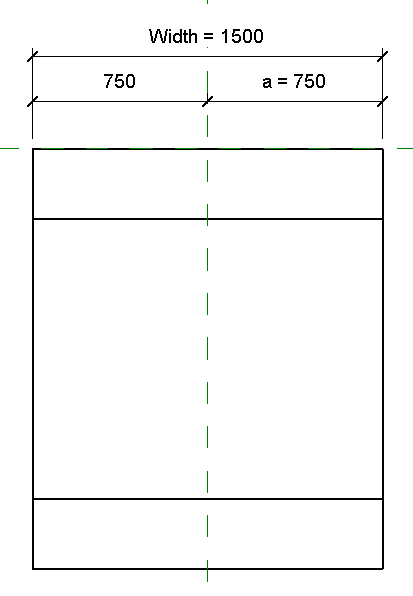 Width = 1500
750
a = 750